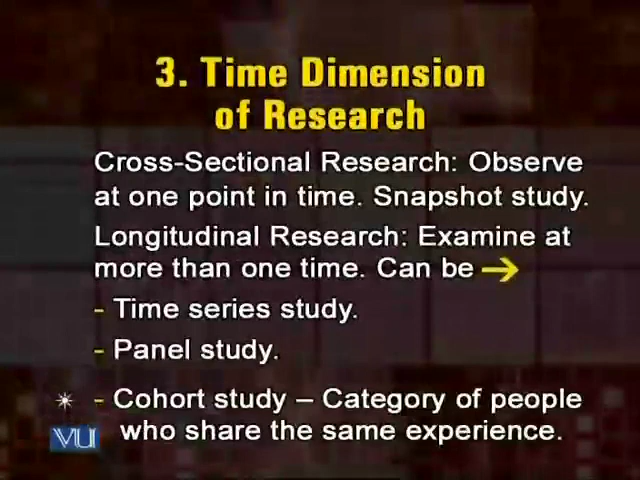 3. Time Dimension
of Research
Cross-Sectional Research: Observe
at one point in time. Snapshot study.
Longitudinal Research: Examine at
more than one time. Can be →
- Time series study.
- Panel study.
- Cohort study – Category of people
who share the same experience.
VU